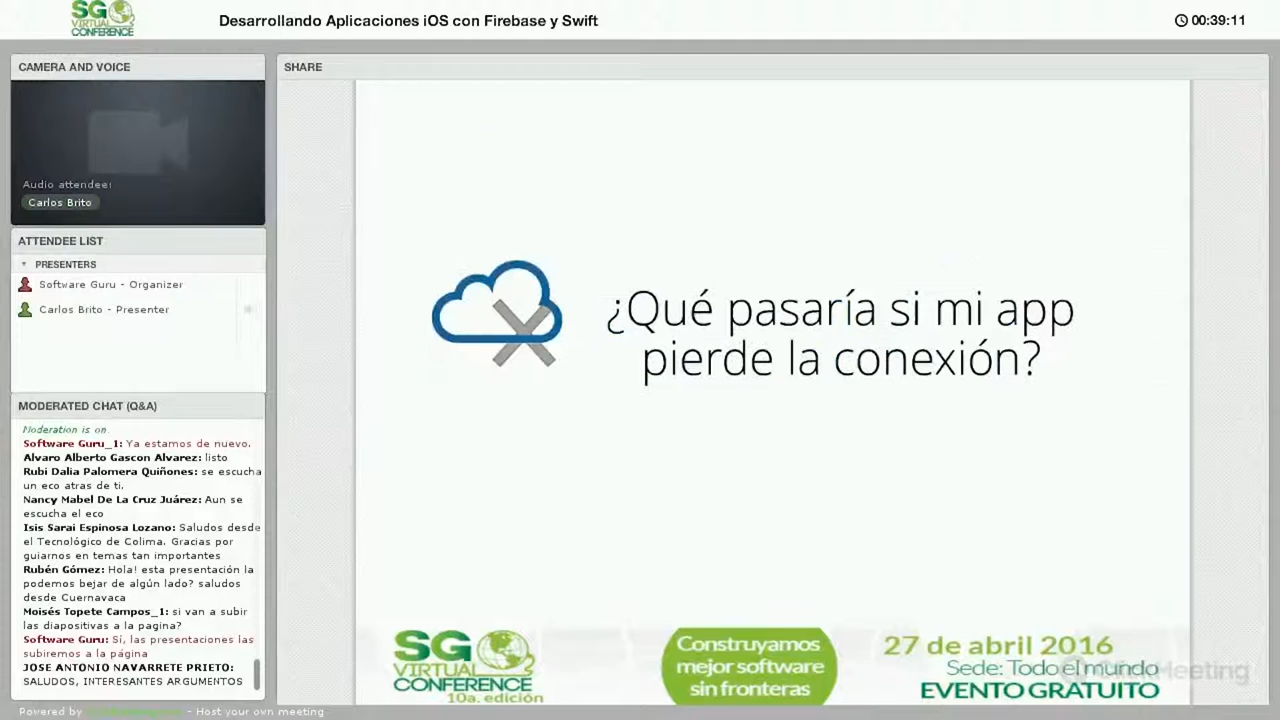 SG
VIRTUAL
CONFERENCE
Desarrollando Aplicaciones iOS con Firebase y Swift
00:39:11
CAMERA AND VOICE
Audio attendee:
Carlos Brito
ATTENDEE LIST
PRESENTERS
Software Guru - Organizer
Carlos Brito - Presenter
MODERATED CHAT (Q&A)
Moderation is on
Software Guru_1: Ya estamos de nuevo.
Alvaro Alberto Gascon Alvarez: listo
Rubi Dalia Palomera Quiñones: se escucha
un eco atras de ti.
Nancy Mabel De La Cruz Juárez: Aun se
escucha el eco
Isis Sarai Espinosa Lozano: Saludos desde
el Tecnológico de Colima. Gracias por
guiarnos en temas tan importantes
Rubén Gómez: Hola! esta presentación la
podemos bejar de algún lado? saludos
desde Cuernavaca
Moisés Topete Campos_1: si van a subir
las diapositivas a la pagina?
Software Guru: Sí, las presentaciones las
subiremos a la página
JOSE ANTONIO NAVARRETE PRIETO:
SALUDOS, INTERESANTES ARGUMENTOS
Powered by
- Host your own meeting
SHARE
¿Qué pasaría si mi app
pierde la conexión?
SG
VIRTUAL
CONFERENCE
10a. edición
Construyamos
mejor software
sin fronteras
27 de abril 2016
Sede: Todo el mundo
EVENTO GRATUITO